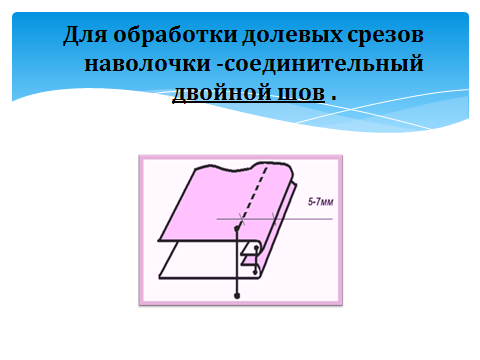 Для обработки долевых срезов
наволочки -соединительный
двойной шов .
5-7мм